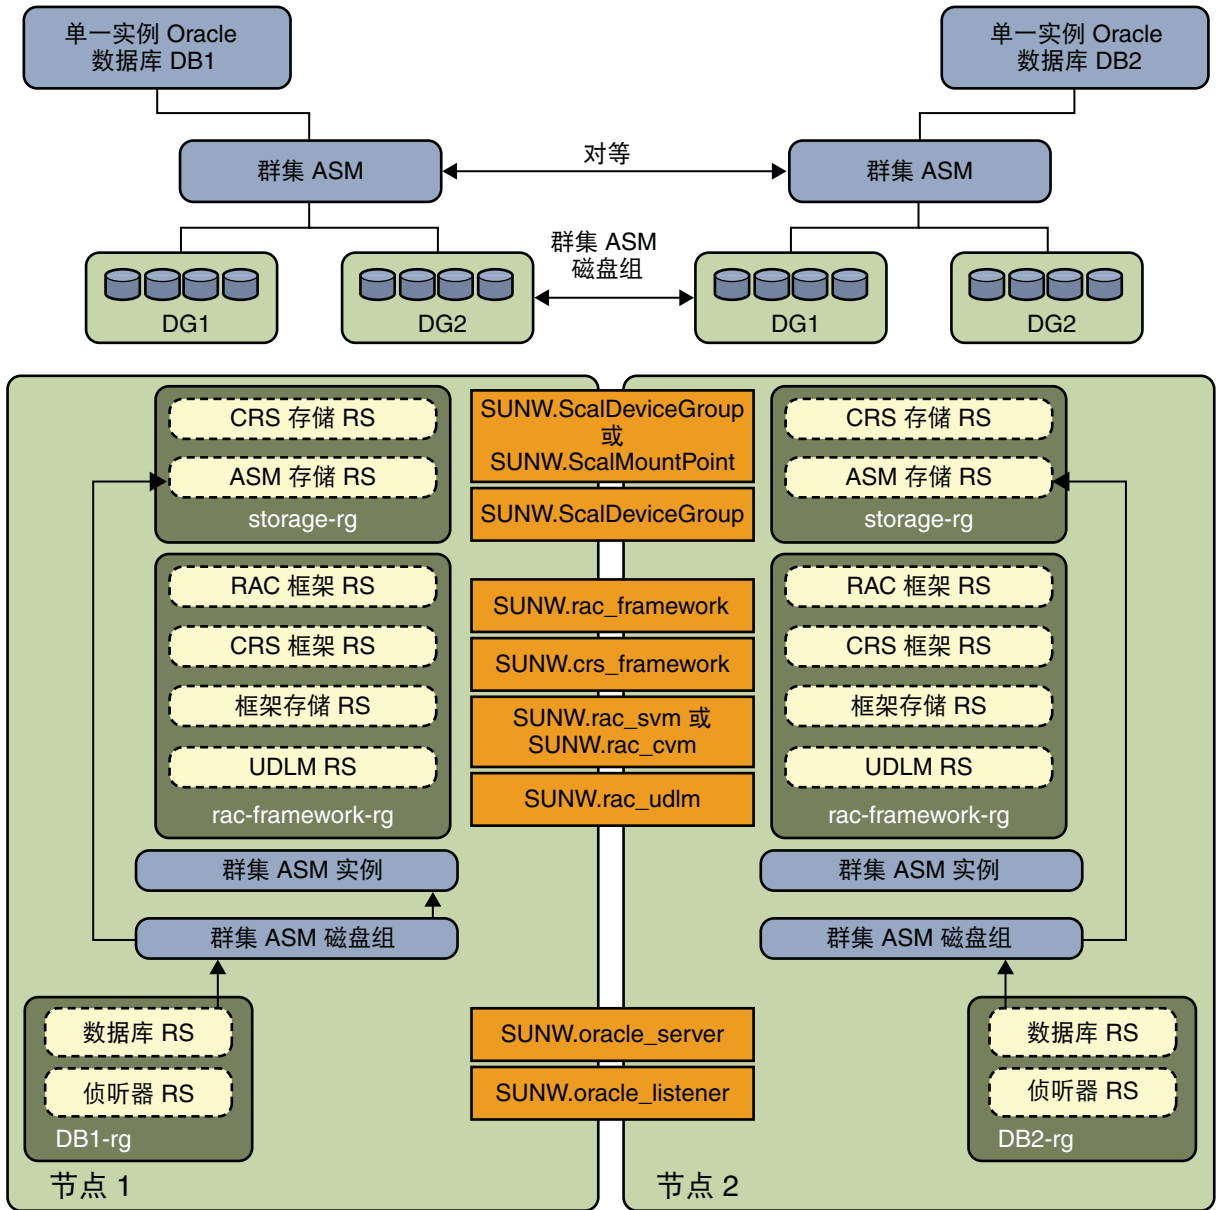 单一实例 Oracle
数据库 DB1
单一实例 Oracle
数据库 DB2
群集 ASM
对等
群集 ASM
群集 ASM
磁盘组
DG1
DG2
DG1
DG2
CRS 存储 RS
ASM 存储 RS
storage-rg
RAC 框架 RS
CRS 框架 RS
框架存储 RS
UDLM RS
rac-framework-rg
群集 ASM 实例
群集 ASM 磁盘组
数据库 RS
侦听器 RS
DB1-rg
节点 1
SUNW.ScalDeviceGroup
或
SUNW.ScalMountPoint
SUNW.ScalDeviceGroup
SUNW.rac_framework
SUNW.crs_framework
SUNW.rac_svm 或
SUNW.rac_cvm
SUNW.rac_udlm
SUNW.oracle_server
SUNW.oracle_listener
CRS 存储 RS
ASM 存储 RS
storage-rg
RAC 框架 RS
CRS 框架 RS
框架存储 RS
UDLM RS
rac-framework-rg
群集 ASM 实例
群集 ASM 磁盘组
数据库 RS
侦听器 RS
DB2-rg
节点 2